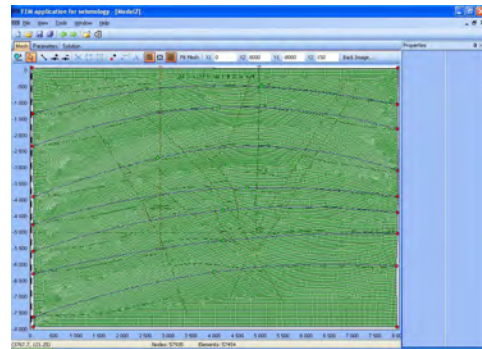 FEM application for seismology - [Model2]
File View Tools Window Help
Mesh Parameters Solution
Properties
Fit Mesh X1 0 X2 8000 Y1 -8000 Y2 150 Back Image...
0
-500
-1 000
-1 500
-2 000
-2 500
-3 000
-3 500
-4 000
-4 500
-5 000
-5 500
-6 000
-6 500
-7 000
-7 500
-8 000
0 500 1 000 1 500 2 000 2 500 3 000 3 500 4 000 4 500 5 000 5 500 6 000 6 500 7 000 7 500 8 00
Elements: 57454